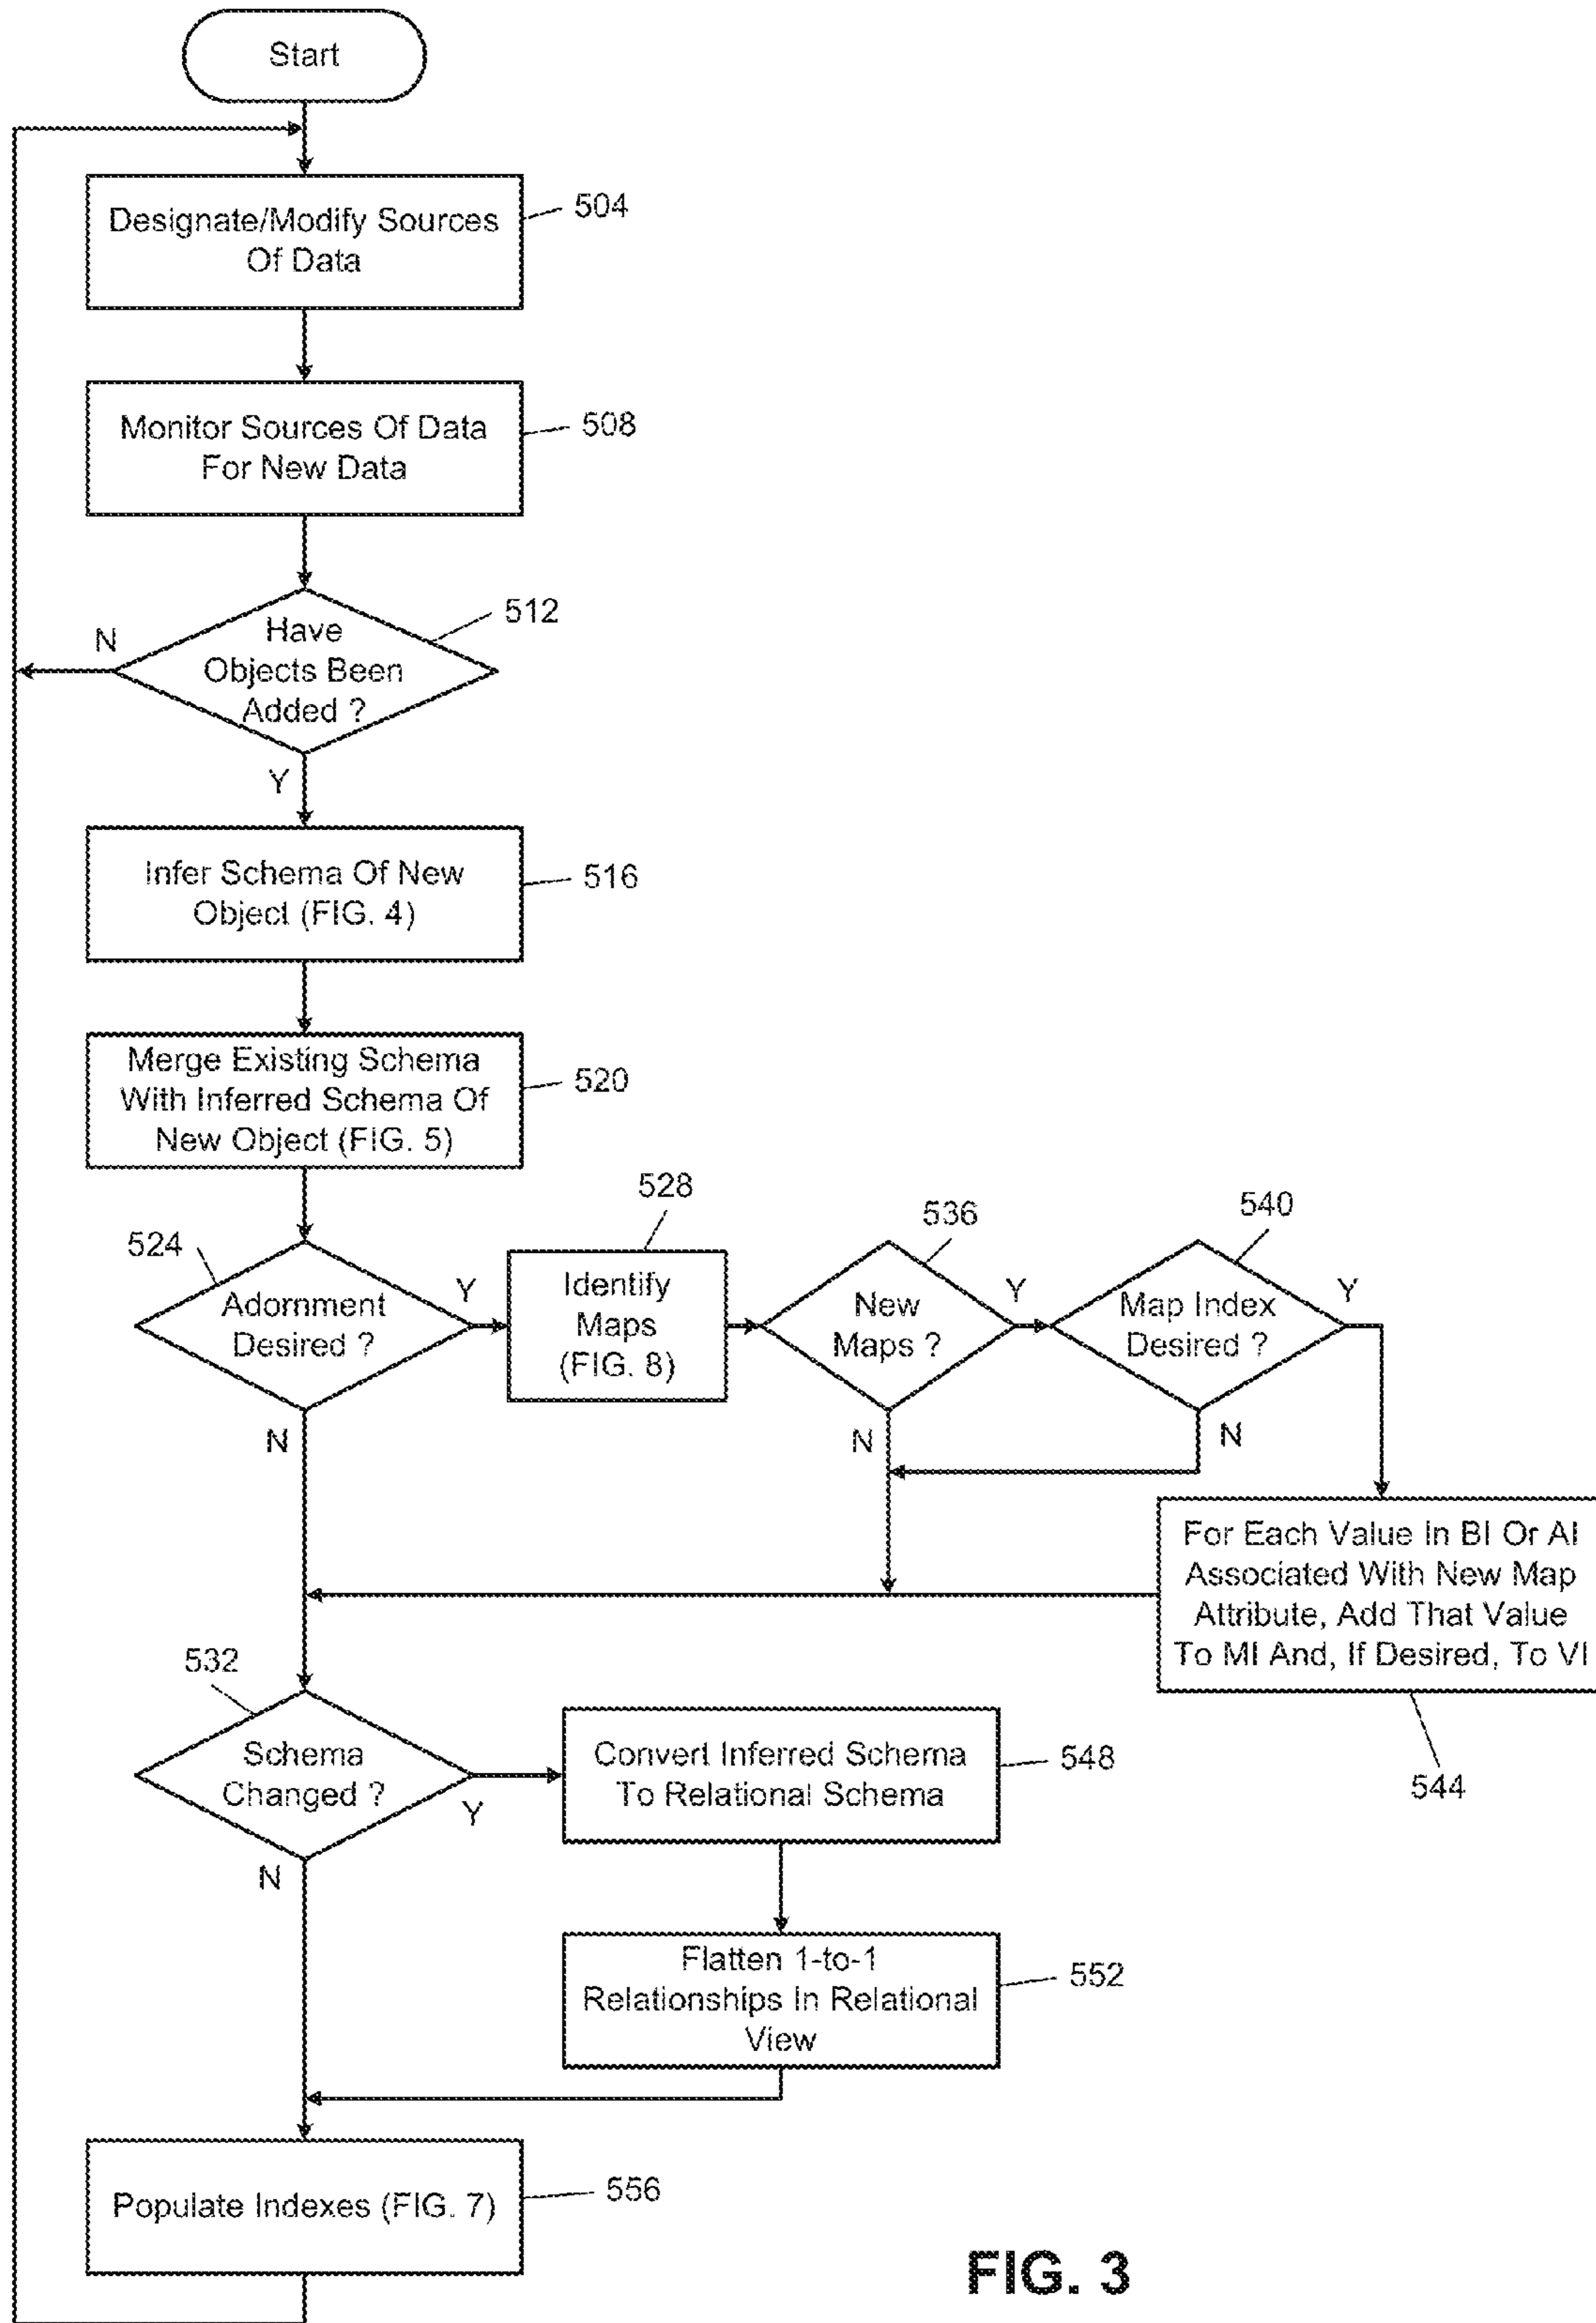 Start
Designate/Modify Sources
Of Data
504
Monitor Sources Of Data
For New Data
508
Have
Objects Been
Added ?
512
N
Y
Infer Schema Of New
Object (FIG. 4)
516
Merge Existing Schema
With Inferred Schema Of
New Object (FIG. 5)
520
524
Adornment
Desired ?
Y
N
528
Identify
Maps
(FIG. 8)
536
New
Maps ?
Y
N
540
Map Index
Desired ?
Y
N
For Each Value In BI Or AI
Associated With New Map
Attribute, Add That Value
To MI And, If Desired, To VI
544
532
Schema
Changed ?
Y
N
Convert Inferred Schema
To Relational Schema
548
Flatten 1-to-1
Relationships In Relational
View
552
Populate Indexes (FIG. 7)
556
FIG. 3